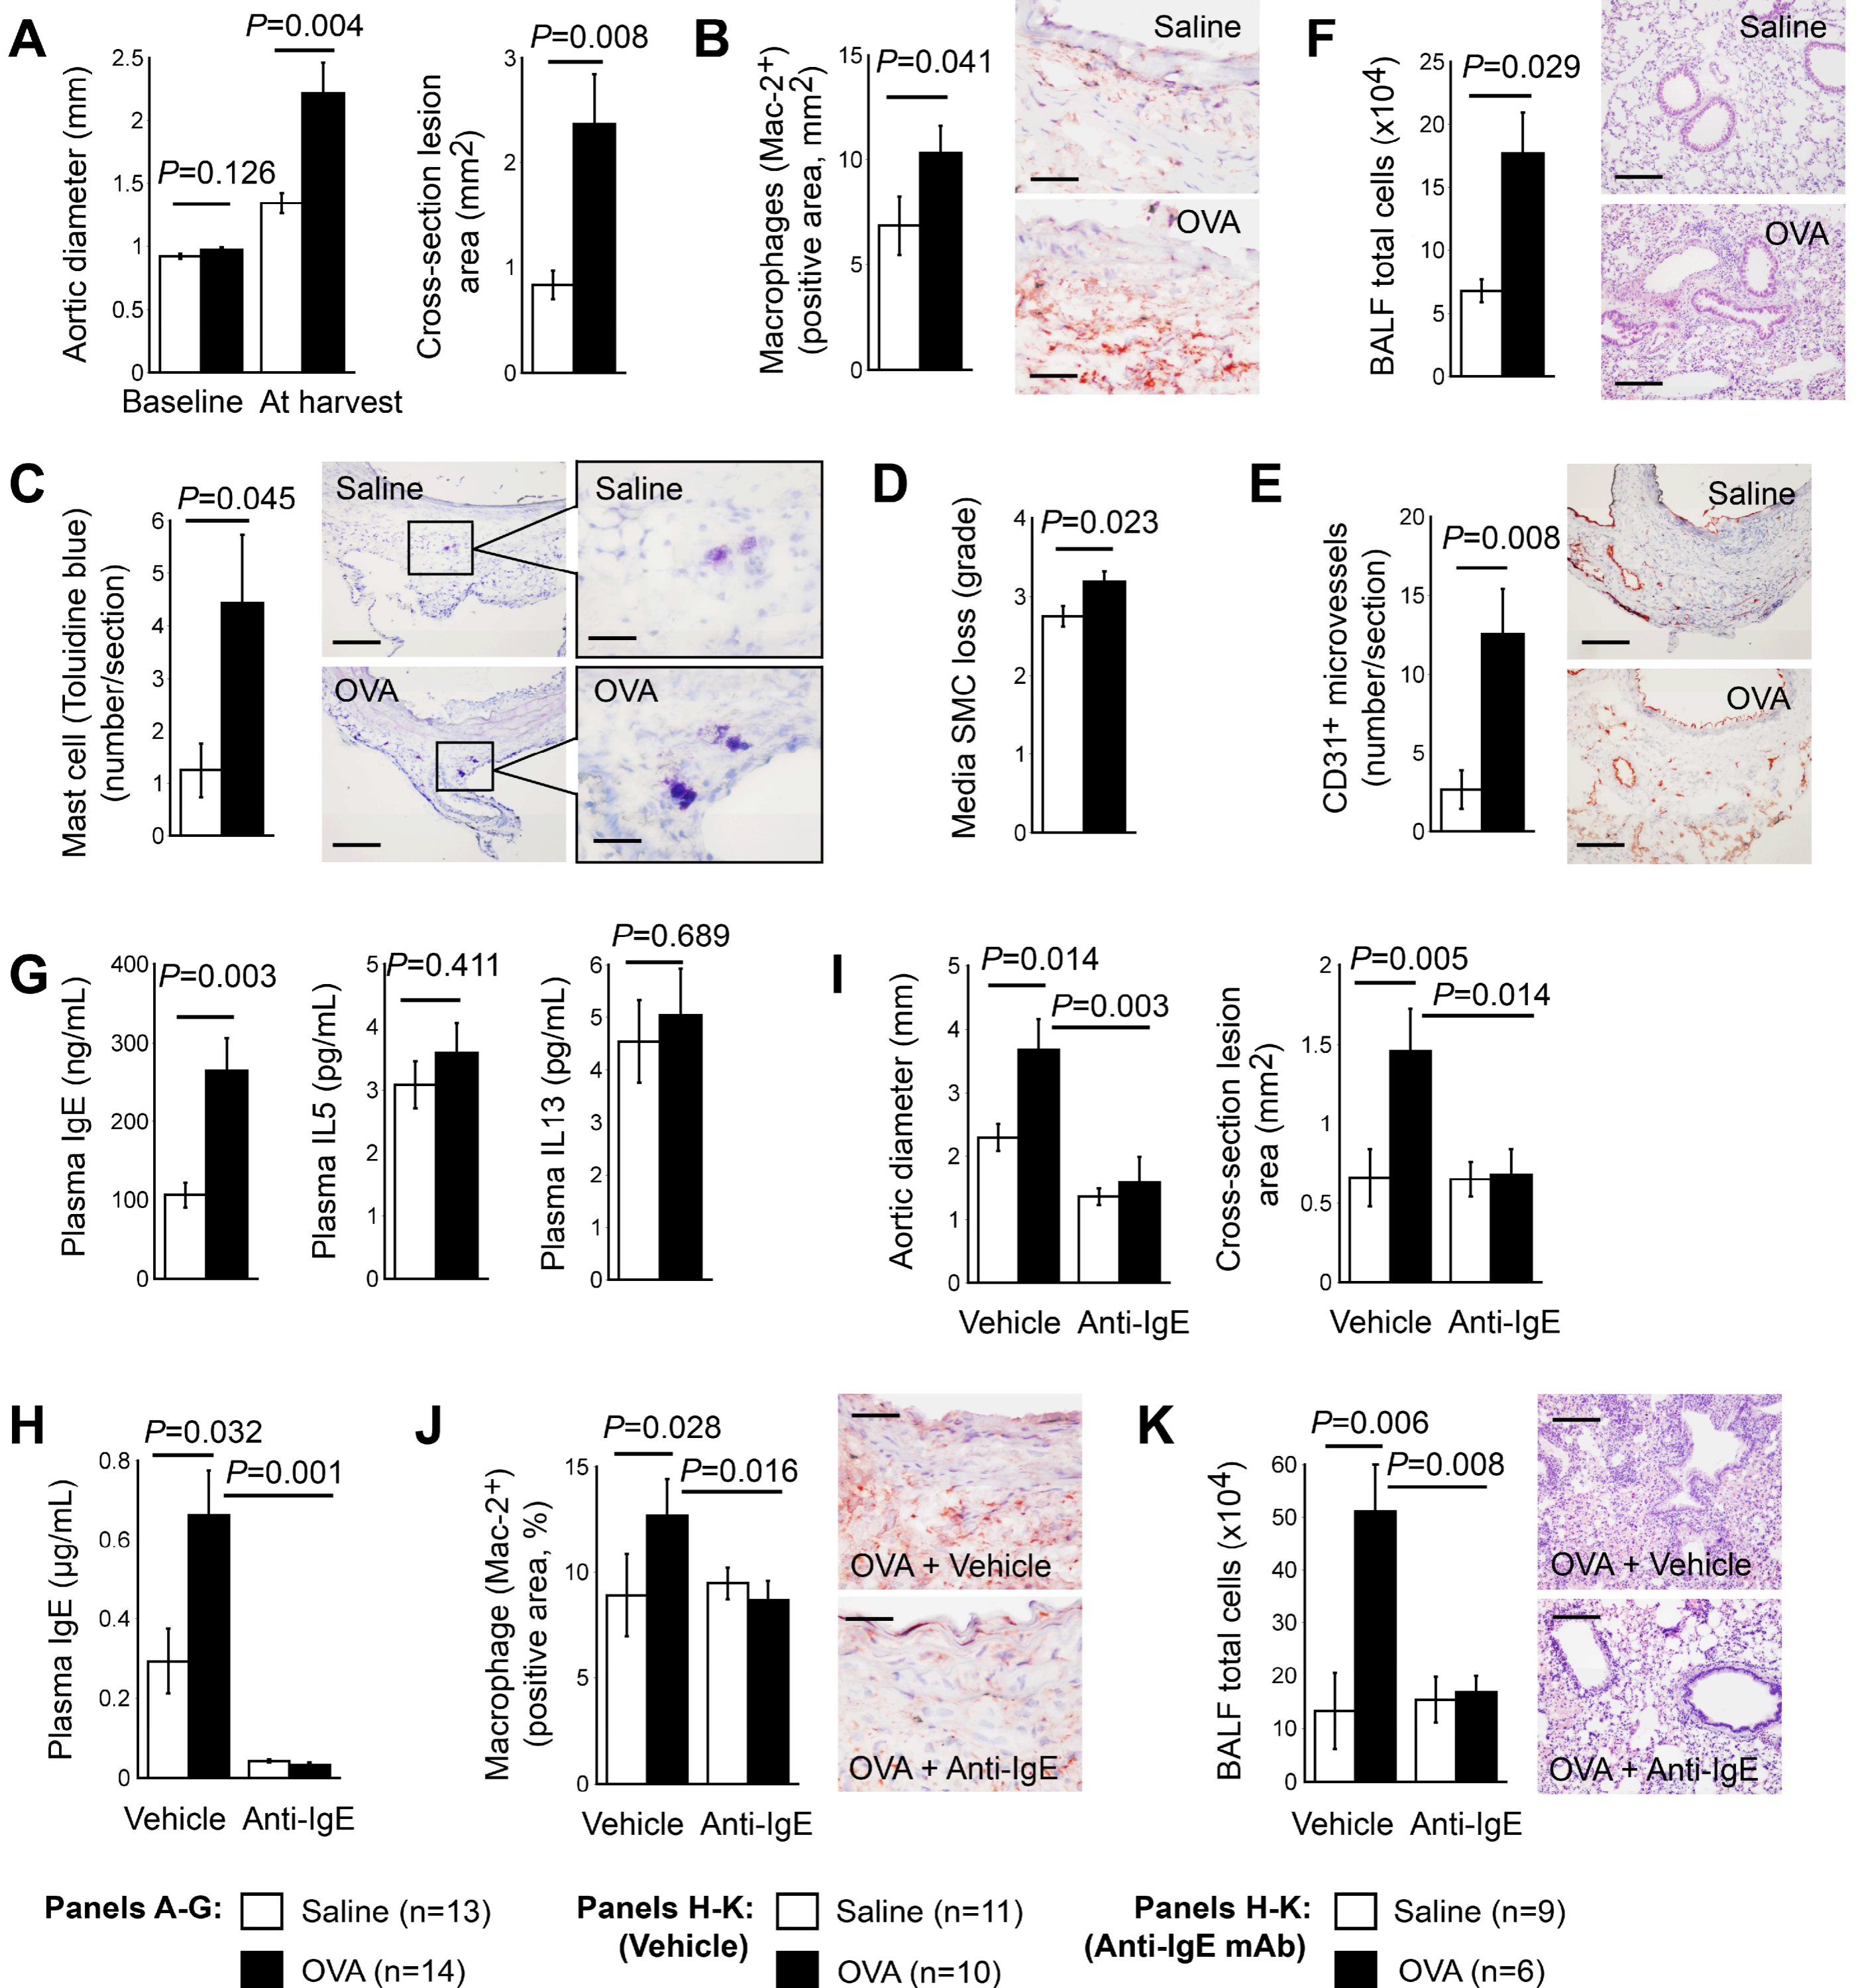 A
Aortic diameter (mm)
2.5
2
1.5
1
0.5
0
P=0.126
P=0.004
Baseline
At harvest
Cross-section lesion
area (mm2)
3
2
1
0
P=0.008
B
Macrophages (Mac-2+)
(positive area, mm2)
15
10
5
0
P=0.041
Saline
OVA
F
BALF total cells (x104)
25
20
15
10
5
0
P=0.029
Saline
OVA
C
Mast cell (Toluidine blue)
(number/section)
6
5
4
3
2
1
0
P=0.045
Saline
Saline
OVA
OVA
D
Media SMC loss (grade)
4
3
2
1
0
P=0.023
E
CD31+ microvessels
(number/section)
20
15
10
5
0
P=0.008
Saline
OVA
G
Plasma IgE (ng/mL)
400
300
200
100
0
P=0.003
Plasma IL5 (pg/mL)
5
4
3
2
1
0
P=0.411
Plasma IL13 (pg/mL)
6
5
4
3
2
1
0
P=0.689
I
Aortic diameter (mm)
5
4
3
2
1
0
P=0.014
P=0.003
Vehicle
Anti-IgE
Cross-section lesion
area (mm2)
2
1.5
1
0.5
0
P=0.005
P=0.014
Vehicle
Anti-IgE
H
Plasma IgE (µg/mL)
0.8
0.6
0.4
0.2
0
P=0.032
P=0.001
Vehicle
Anti-IgE
J
Macrophage (Mac-2+)
(positive area, %)
15
10
5
0
P=0.028
P=0.016
Vehicle
Anti-IgE
OVA + Vehicle
OVA + Anti-IgE
K
BALF total cells (x104)
60
50
40
30
20
10
0
P=0.006
P=0.008
Vehicle
Anti-IgE
OVA + Vehicle
OVA + Anti-IgE
Panels A-G:
Saline (n=13)
OVA (n=14)
Panels H-K:
(Vehicle)
Saline (n=11)
OVA (n=10)
Panels H-K:
(Anti-IgE mAb)
Saline (n=9)
OVA (n=6)